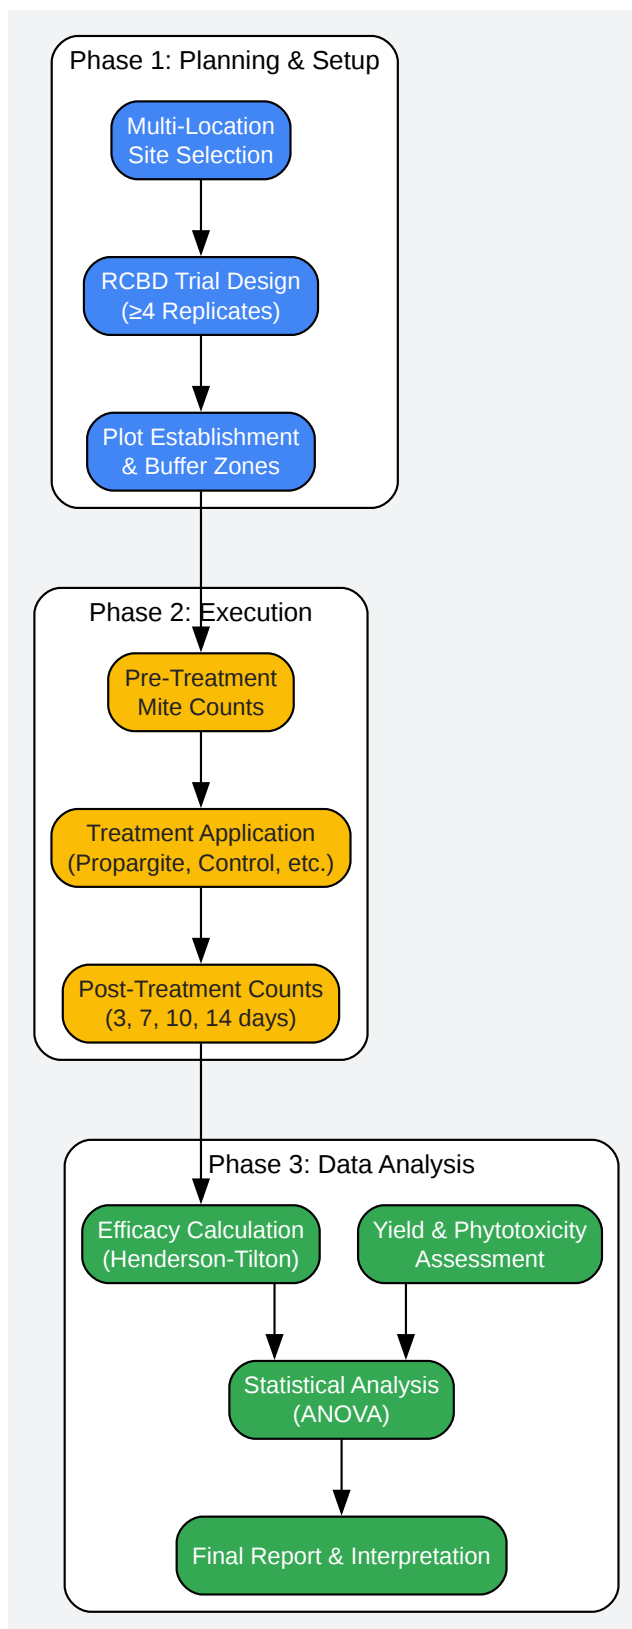 Phase 1: Planning & Setup
Multi-Location
Site Selection
RCBD Trial Design
(≥4 Replicates)
Plot Establishment
& Buffer Zones
Phase 2: Execution
Pre-Treatment
Mite Counts
Treatment Application
(Propargite, Control, etc.)
Post-Treatment Counts
(3, 7, 10, 14 days)
Phase 3: Data Analysis
Efficacy Calculation
(Henderson-Tilton)
Yield & Phytotoxicity
Assessment
Statistical Analysis
(ANOVA)
Final Report & Interpretation